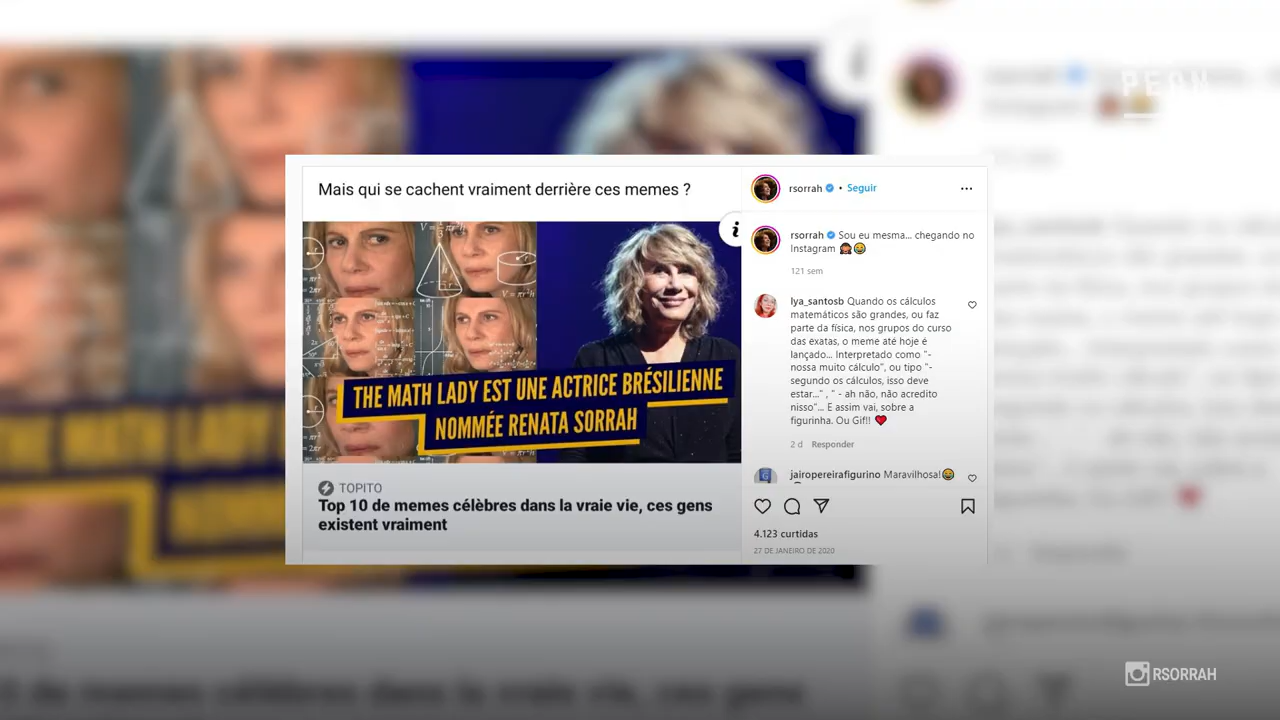 Mais qui se cachent vraiment derrière ces memes ?
THE MATH LADY EST UNE ACTRICE BRÉSILIENNE
NOMMÉE RENATA SORRAH
TOPITO
Top 10 de memes célèbres dans la vraie vie, ces gens
existent vraiment
rsorrah • Seguir
rsorrah Sou eu mesma... chegando no
Instagram 🙈😂
121 sem
lya_santosb Quando os cálculos
matemáticos são grandes, ou faz
parte da física, nos grupos do curso
das exatas, o meme até hoje é
lançado... Interpretado como "-
nossa muito cálculo", ou tipo "-
segundo os cálculos, isso deve
estar..." , " - ah não, não acredito
nisso"... E assim vai, sobre a
figurinha. Ou Gif!! ❤️
2 d Responder
jairopereirafigurino Maravilhosa!😂
4.123 curtidas
27 DE JANEIRO DE 2020
RSORRAH